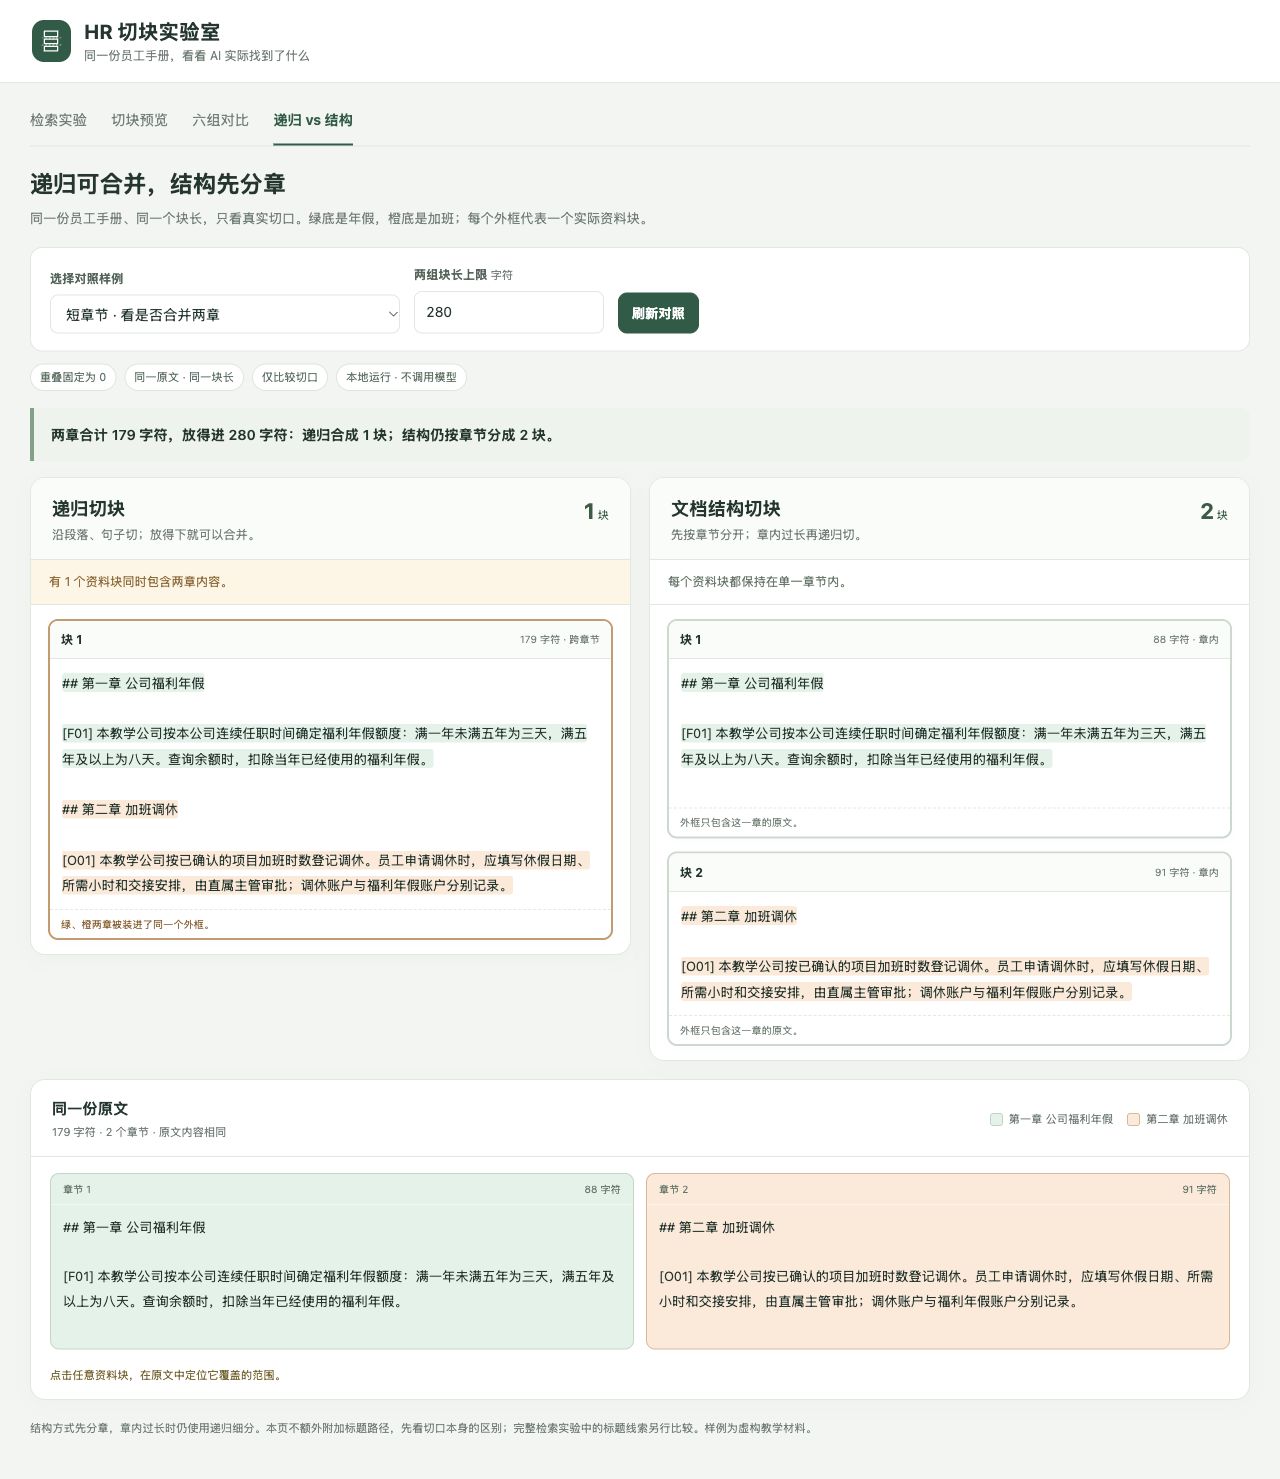 HR 切块实验室
同一份员工手册，看看 AI 实际找到了什么
检索实验
切块预览
六组对比
递归 vs 结构
递归可合并，结构先分章
同一份员工手册、同一个块长，只看真实切口。绿底是年假，橙底是加班；每个外框代表一个实际资料块。
选择对照样例
两组块长上限 字符
短章节 · 看是否合并两章
280
刷新对照
重叠固定为 0
同一原文 · 同一块长
仅比较切口
本地运行 · 不调用模型
两章合计 179 字符，放得进 280 字符：递归合成 1 块；结构仍按章节分成 2 块。
递归切块
1 块
沿段落、句子切；放得下就可以合并。
有 1 个资料块同时包含两章内容。
块 1
179 字符 · 跨章节
## 第一章 公司福利年假
[F01] 本教学公司按本公司连续任职时间确定福利年假额度：满一年未满五年为三天，满五
年及以上为八天。查询余额时，扣除当年已经使用的福利年假。
## 第二章 加班调休
[O01] 本教学公司按已确认的项目加班时数登记调休。员工申请调休时，应填写休假日期、
所需小时和交接安排，由直属主管审批；调休账户与福利年假账户分别记录。
绿、橙两章被装进了同一个外框。
文档结构切块
2 块
先按章节分开；章内过长再递归切。
每个资料块都保持在单一章节内。
块 1
88 字符 · 章内
## 第一章 公司福利年假
[F01] 本教学公司按本公司连续任职时间确定福利年假额度：满一年未满五年为三天，满五
年及以上为八天。查询余额时，扣除当年已经使用的福利年假。
外框只包含这一章的原文。
块 2
91 字符 · 章内
## 第二章 加班调休
[O01] 本教学公司按已确认的项目加班时数登记调休。员工申请调休时，应填写休假日期、
所需小时和交接安排，由直属主管审批；调休账户与福利年假账户分别记录。
外框只包含这一章的原文。
同一份原文
179 字符 · 2 个章节 · 原文内容相同
第一章 公司福利年假
第二章 加班调休
章节 1
88 字符
## 第一章 公司福利年假
[F01] 本教学公司按本公司连续任职时间确定福利年假额度：满一年未满五年为三天，满五年及
以上为八天。查询余额时，扣除当年已经使用的福利年假。
章节 2
91 字符
## 第二章 加班调休
[O01] 本教学公司按已确认的项目加班时数登记调休。员工申请调休时，应填写休假日期、所需
小时和交接安排，由直属主管审批；调休账户与福利年假账户分别记录。
点击任意资料块，在原文中定位它覆盖的范围。
结构方式先分章，章内过长时仍使用递归细分。本页不额外附加标题路径，先看切口本身的区别；完整检索实验中的标题线索另行比较。样例为虚构教学材料。